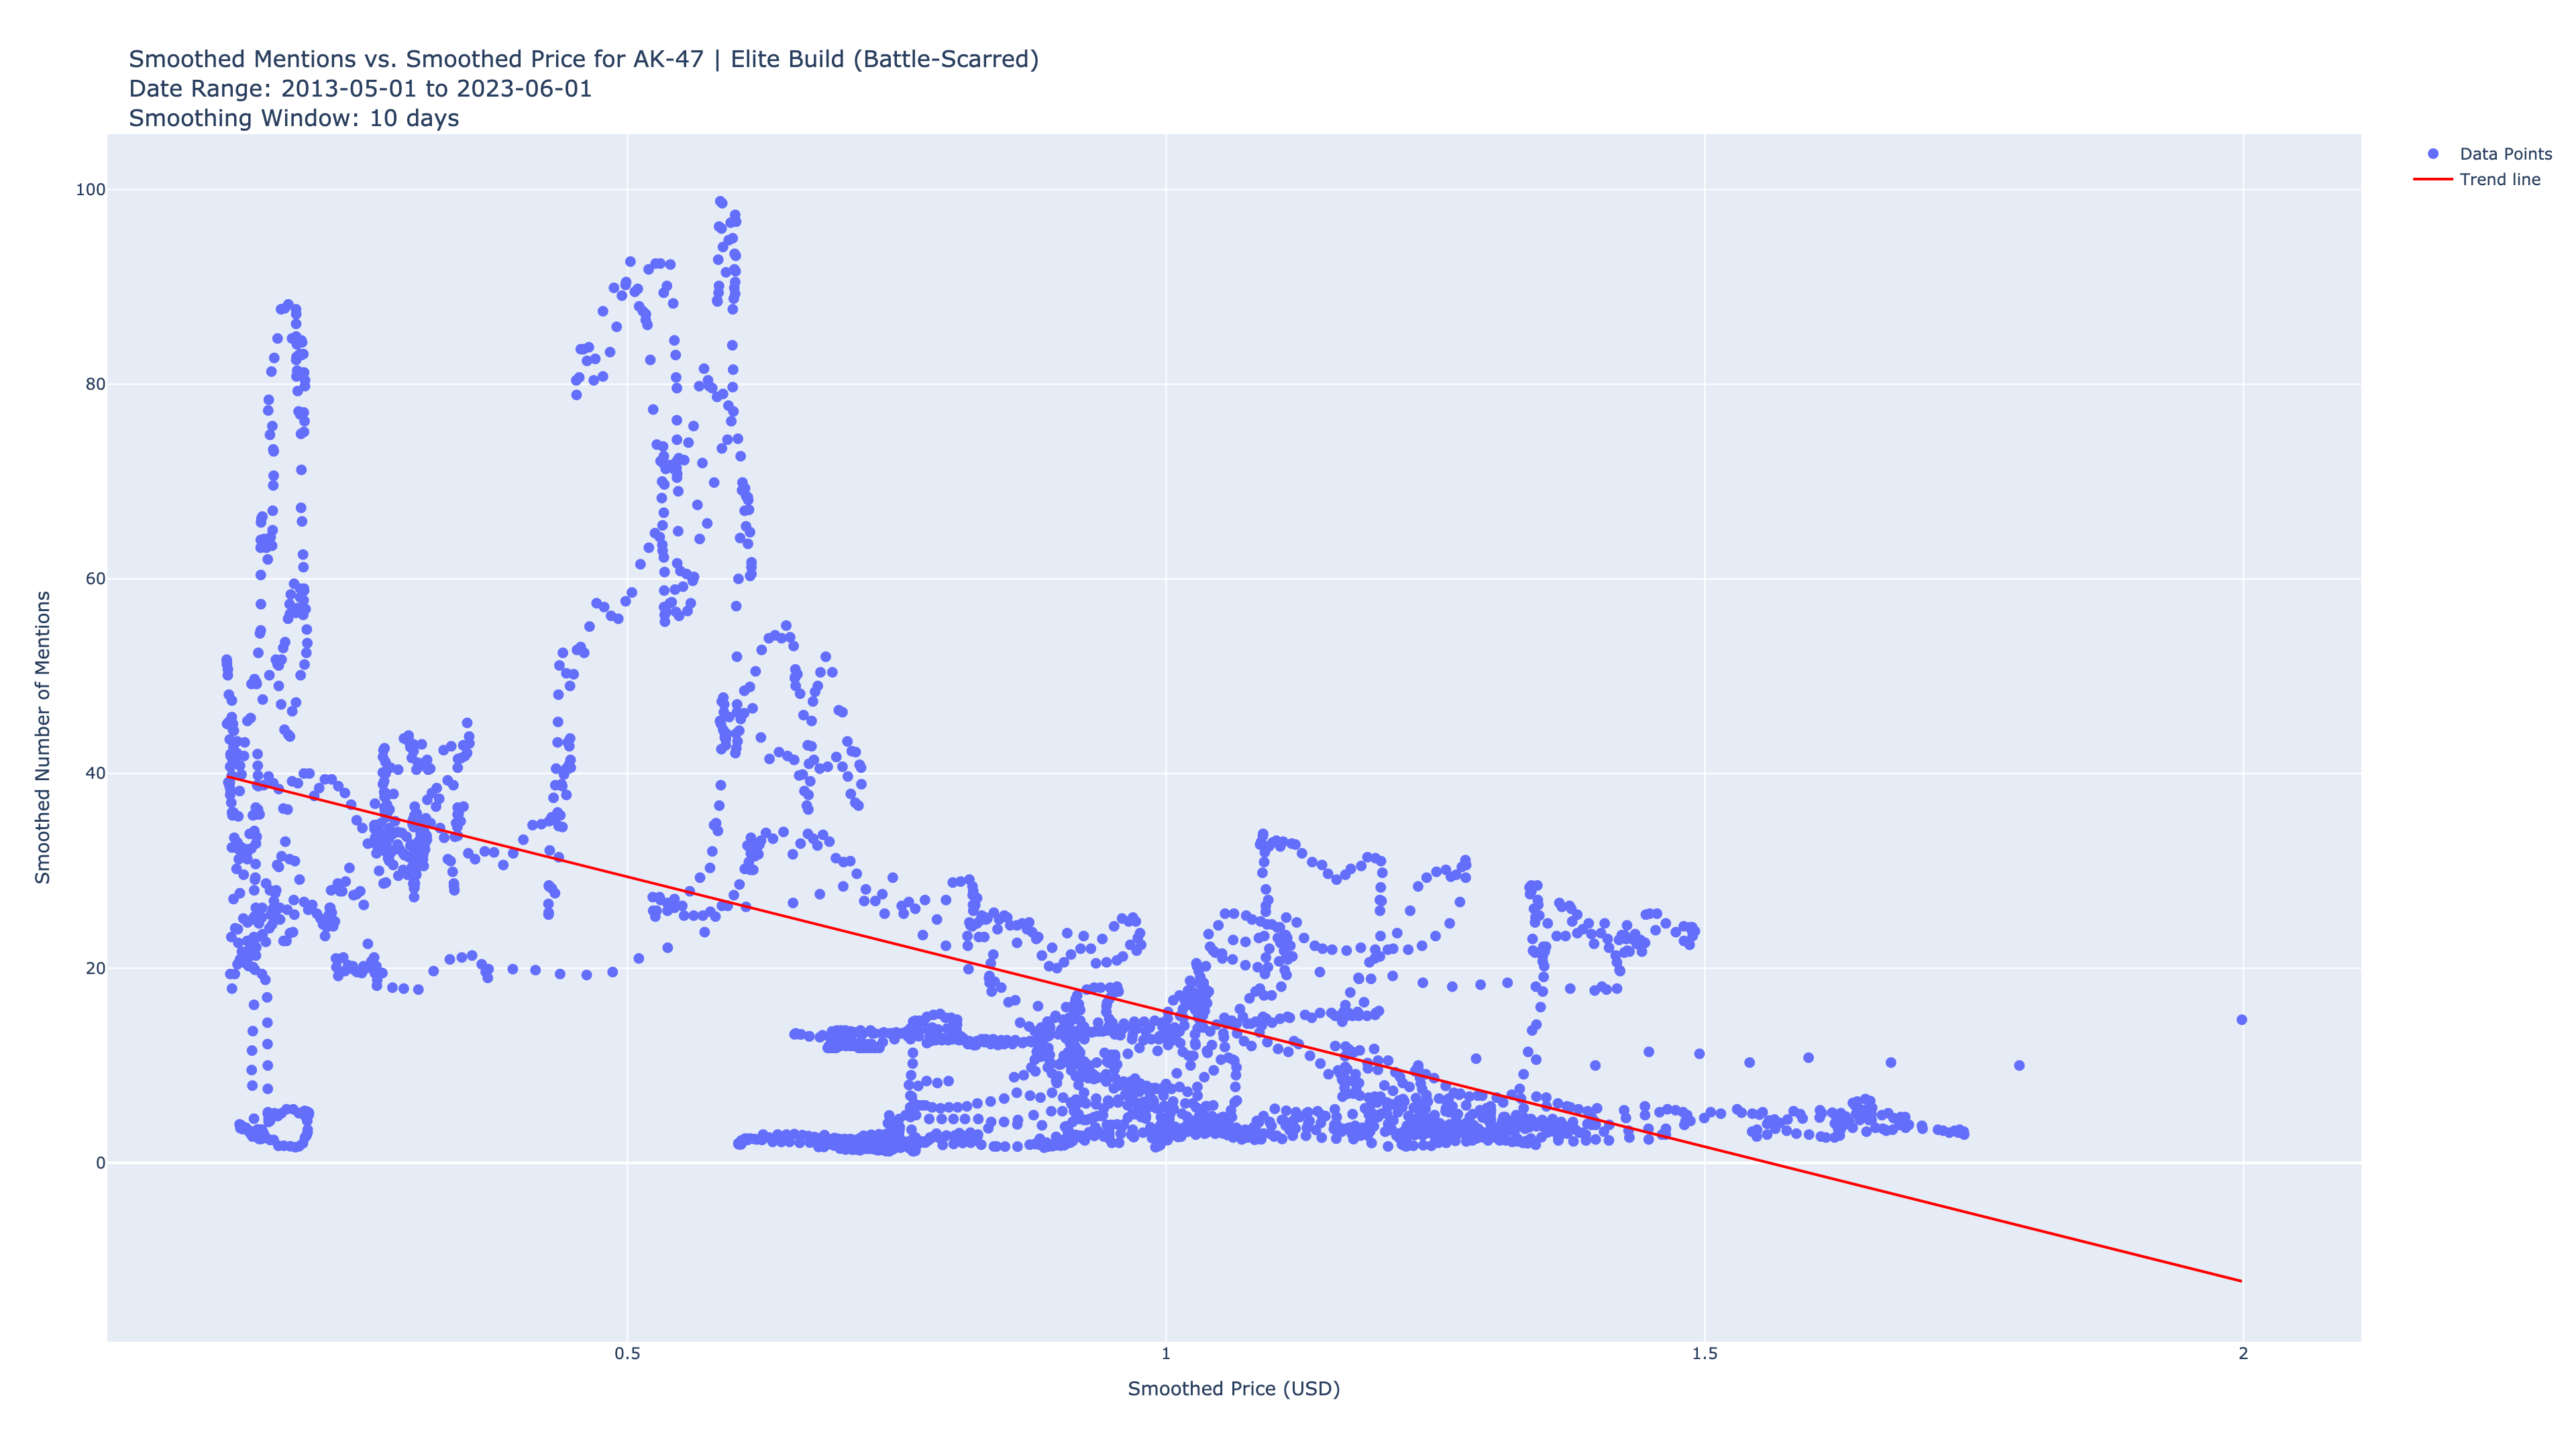 Smoothed Mentions vs. Smoothed Price for AK-47 | Elite Build (Battle-Scarred)
Date Range: 2013-05-01 to 2023-06-01
Smoothing Window: 10 days
Data Points
Trend line
100
80
60
40
20
0
Smoothed Number of Mentions
0.5
1
1.5
2
Smoothed Price (USD)